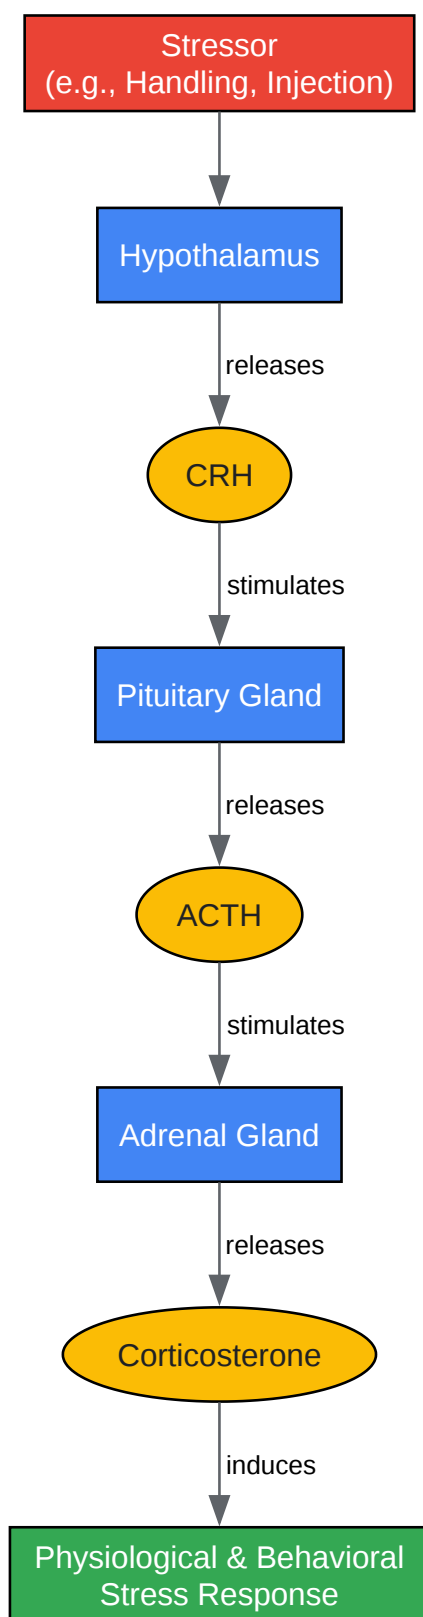 Stressor
(e.g., Handling, Injection)
Hypothalamus
releases
CRH
stimulates
Pituitary Gland
releases
ACTH
stimulates
Adrenal Gland
releases
Corticosterone
induces
Physiological & Behavioral
Stress Response